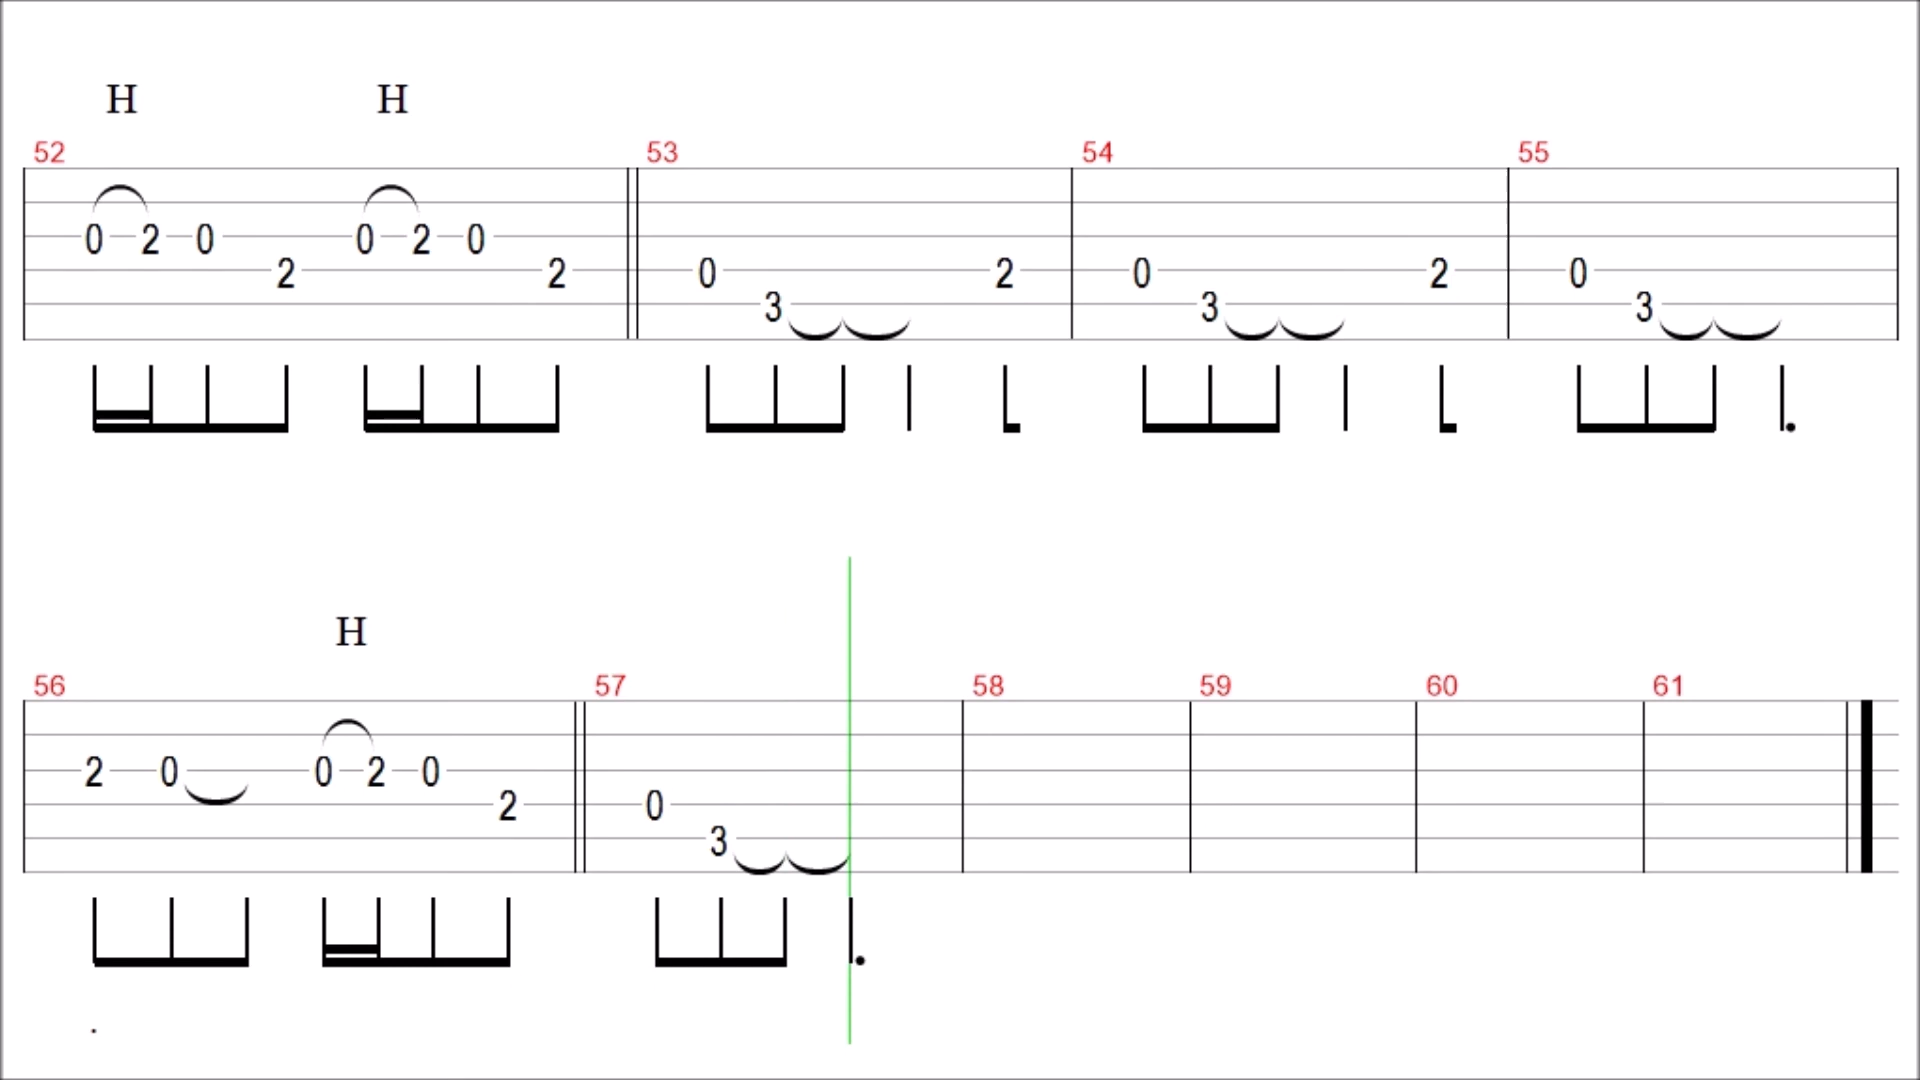 H H
52 53 54 55
0 2 0 0 2 0
2 2 0 2 0 2 0
3 3 3
H
56 57 58 59 60 61
2 0 0 2 0
2 0
3